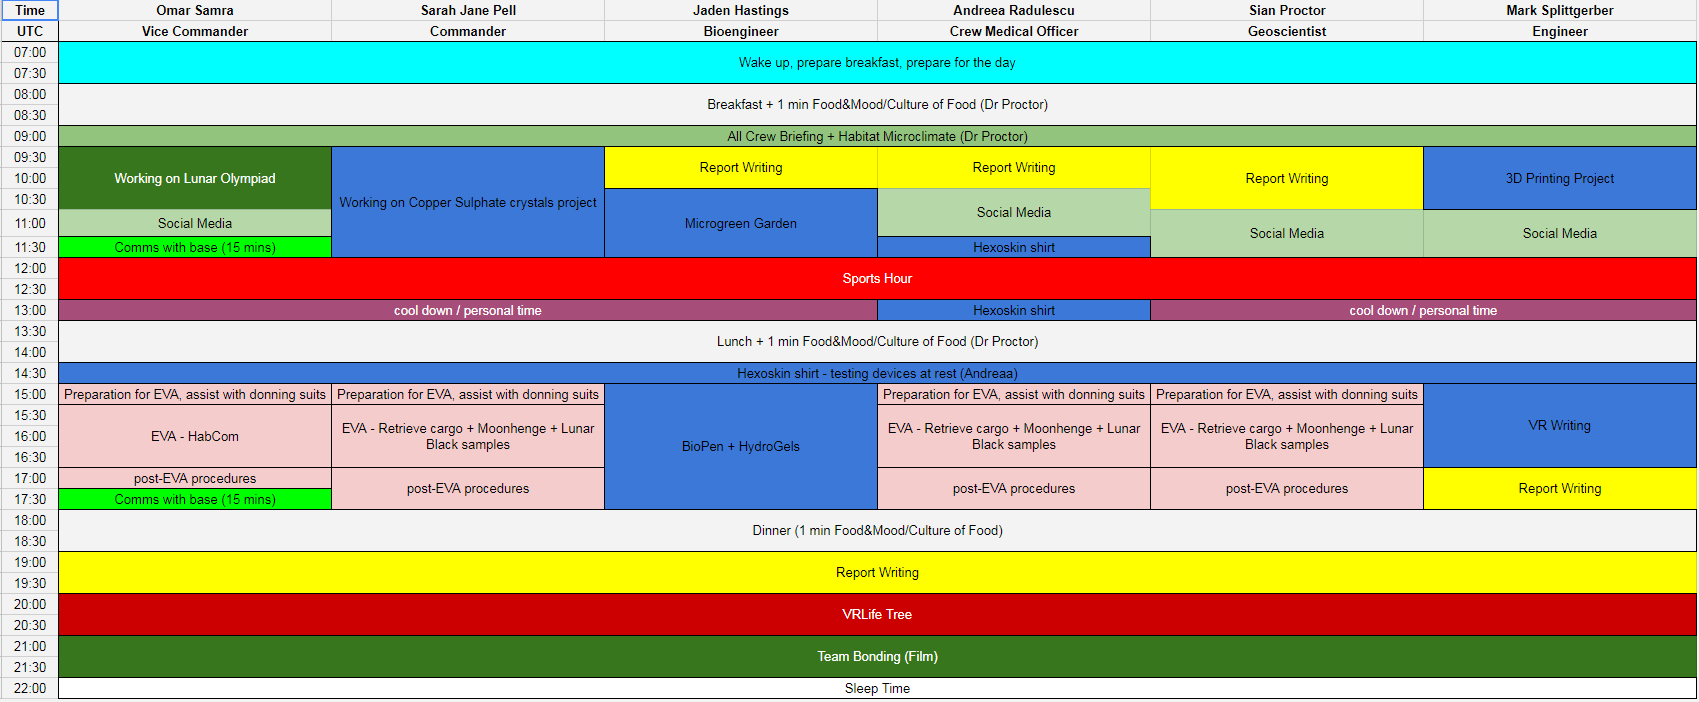 Time Omar Samra Sarah Jane Pell Jaden Hastings Andreea Radulescu Sian Proctor Mark Splittgerber
UTC Vice Commander Commander Bioengineer Crew Medical Officer Geoscientist Engineer
07:00
Wake up, prepare breakfast, prepare for the day
07:30
08:00
Breakfast + 1 min Food&Mood/Culture of Food (Dr Proctor)
08:30
09:00 All Crew Briefing + Habitat Microclimate (Dr Proctor)
09:30
Report Writing Report Writing
10:00 Working on Lunar Olympiad Report Writing 3D Printing Project
10:30 Working on Copper Sulphate crystals project
Social Media
11:00 Social Media Microgreen Garden
Social Media Social Media
11:30 Comms with base (15 mins) Hexoskin shirt
12:00
Sports Hour
12:30
13:00 cool down / personal time Hexoskin shirt cool down / personal time
13:30
Lunch + 1 min Food&Mood/Culture of Food (Dr Proctor)
14:00
14:30 Hexoskin shirt - testing devices at rest (Andreaa)
15:00 Preparation for EVA, assist with donning suits Preparation for EVA, assist with donning suits Preparation for EVA, assist with donning suits Preparation for EVA, assist with donning suits
15:30
EVA - Retrieve cargo + Moonhenge + Lunar EVA - Retrieve cargo + Moonhenge + Lunar EVA - Retrieve cargo + Moonhenge + Lunar VR Writing
16:00 EVA - HabCom
Black samples BioPen + HydroGels Black samples Black samples
16:30
17:00 post-EVA procedures
post-EVA procedures post-EVA procedures post-EVA procedures Report Writing
17:30 Comms with base (15 mins)
18:00
Dinner (1 min Food&Mood/Culture of Food)
18:30
19:00
Report Writing
19:30
20:00
VRLife Tree
20:30
21:00
Team Bonding (Film)
21:30
22:00 Sleep Time